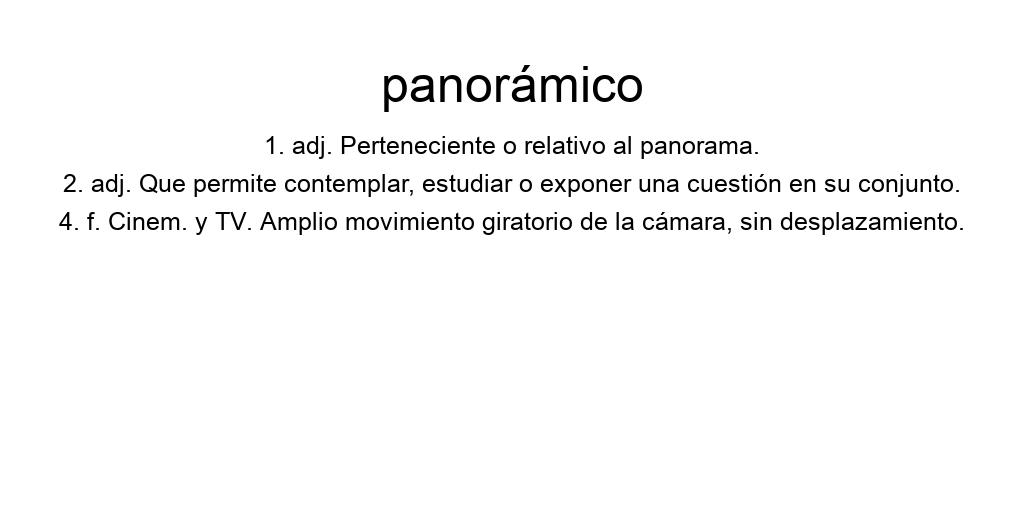 panorámico
1. adj. Perteneciente o relativo al panorama.
2. adj. Que permite contemplar, estudiar o exponer una cuestión en su conjunto.
4. f. Cinem. y TV. Amplio movimiento giratorio de la cámara, sin desplazamiento.